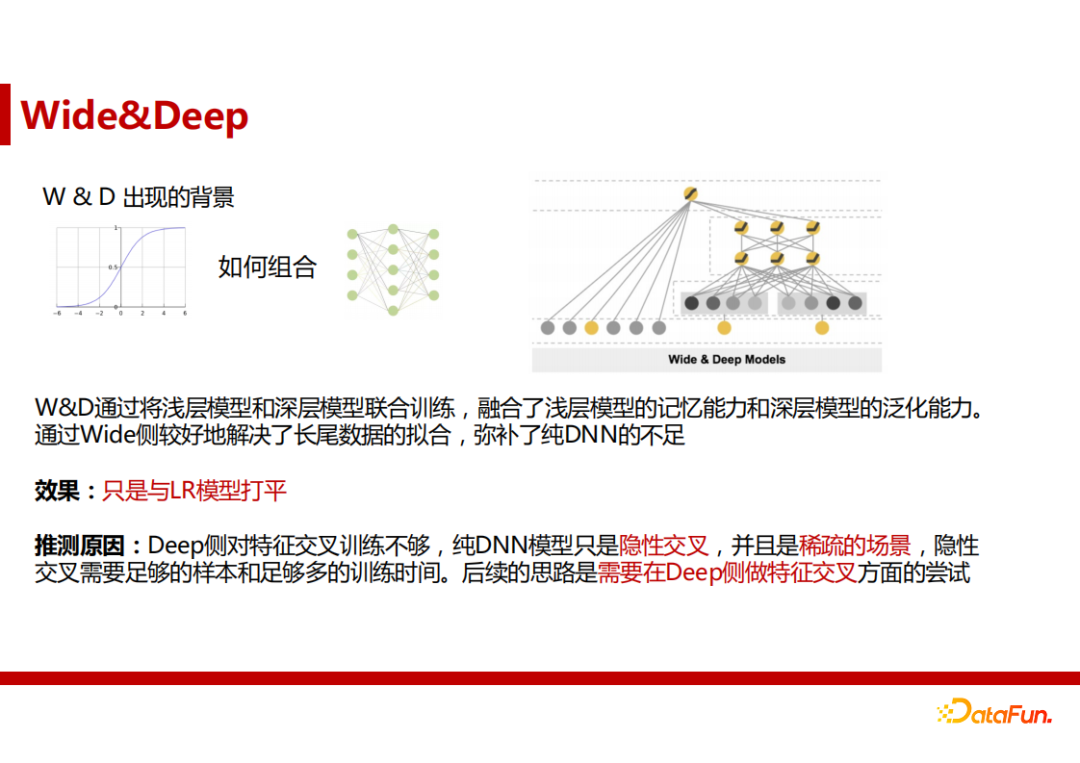 Wide&Deep
W & D 出现的背景
1
0.5
0
-6 -4 -2 0 2 4 6
如何组合
Wide & Deep Models
W&D通过将浅层模型和深层模型联合训练，融合了浅层模型的记忆能力和深层模型的泛化能力。
通过Wide侧较好地解决了长尾数据的拟合，弥补了纯DNN的不足
效果：只是与LR模型打平
推测原因：Deep侧对特征交叉训练不够，纯DNN模型只是隐性交叉，并且是稀疏的场景，隐性
交叉需要足够的样本和足够多的训练时间。后续的思路是需要在Deep侧做特征交叉方面的尝试
DataFun.